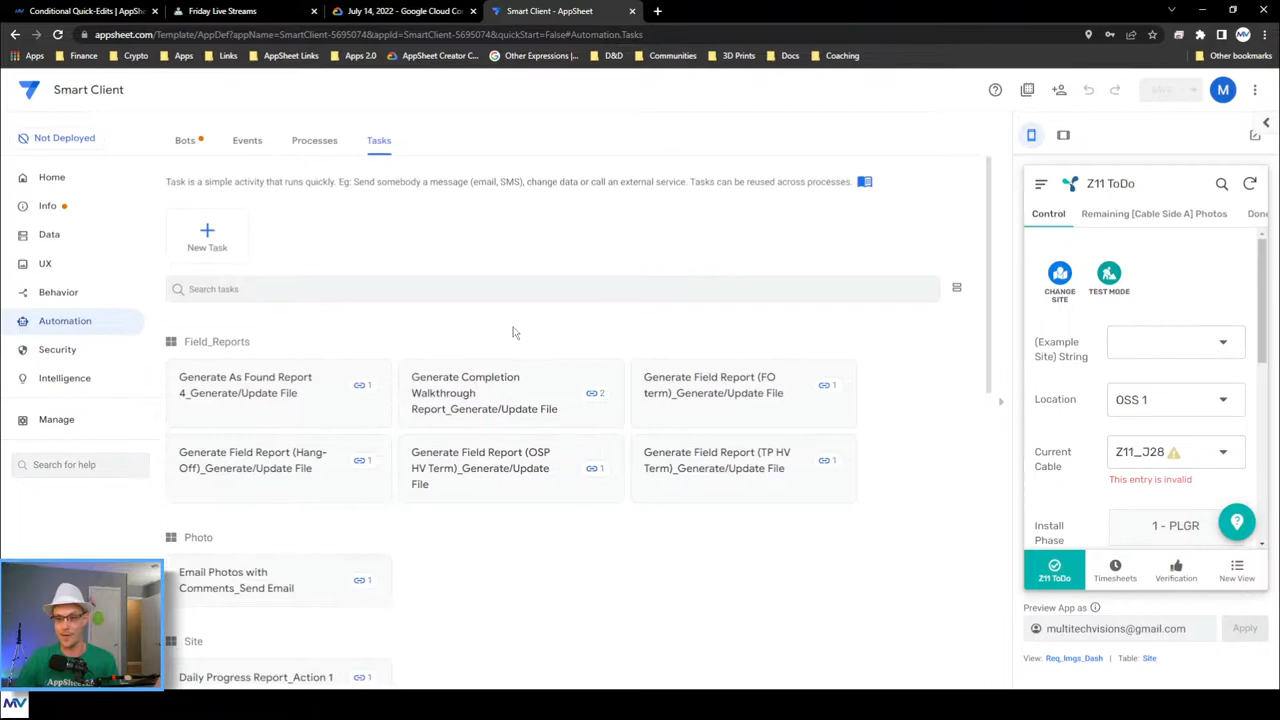 Conditional Quick-Edits | AppSh
Friday Live Streams
July 14, 2022 - Google Cloud Co
Smart Client - AppSheet
appsheet.com/Template/AppDef?appName=SmartClient-5695074&appId=SmartClient-5695074&quickStart=False#Automation.Tasks
Apps Finance Crypto Apps Links AppSheet Links Apps 2.0 AppSheet Creator C... Other Expressions |... D&D Communities 3D Prints Docs Coaching Other bookmarks
Smart Client
SAVE
M
Not Deployed
Home
Info
Data
UX
Behavior
Automation
Security
Intelligence
Manage
Search for help
Bots Events Processes Tasks
Task is a simple activity that runs quickly. Eg: Send somebody a message (email, SMS), change data or call an external service. Tasks can be reused across processes.
New Task
Search tasks
Field_Reports
Generate As Found Report
4_Generate/Update File
1
Generate Completion
Walkthrough
Report_Generate/Update File
2
Generate Field Report (FO
term)_Generate/Update File
1
Generate Field Report (Hang-
Off)_Generate/Update File
1
Generate Field Report (OSP
HV Term)_Generate/Update
File
1
Generate Field Report (TP HV
Term)_Generate/Update File
1
Photo
Email Photos with
Comments_Send Email
1
Site
Daily Progress Report_Action 1
1
Z11 ToDo
Control Remaining [Cable Side A] Photos Done
CHANGE
SITE
TEST MODE
(Example
Site) String
Location
OSS 1
Current
Cable
Z11_J28
This entry is invalid
Install
Phase
1 - PLGR
Z11 ToDo Timesheets Verification New View
Preview App as
multitechvisions@gmail.com
Apply
View: Req_Imgs_Dash | Table: Site
AppSheet
MV